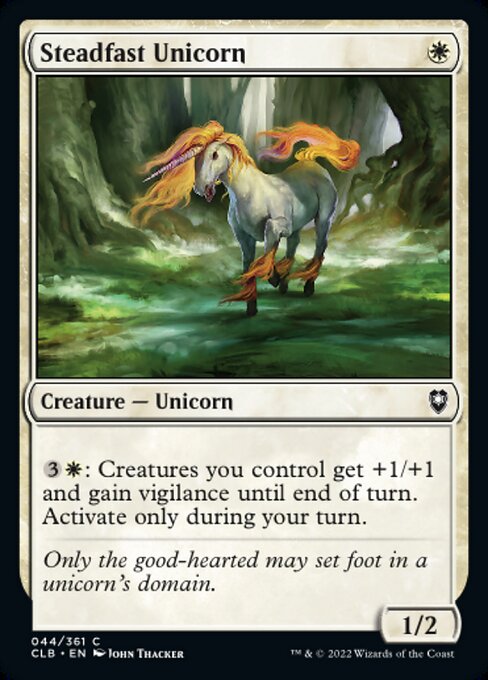 Steadfast Unicorn
Creature — Unicorn
3: Creatures you control get +1/+1
and gain vigilance until end of turn.
Activate only during your turn.
Only the good-hearted may set foot in a
unicorn's domain.
1/2
044/361 C
CLB • EN John Thacker
™ & © 2022 Wizards of the Coast